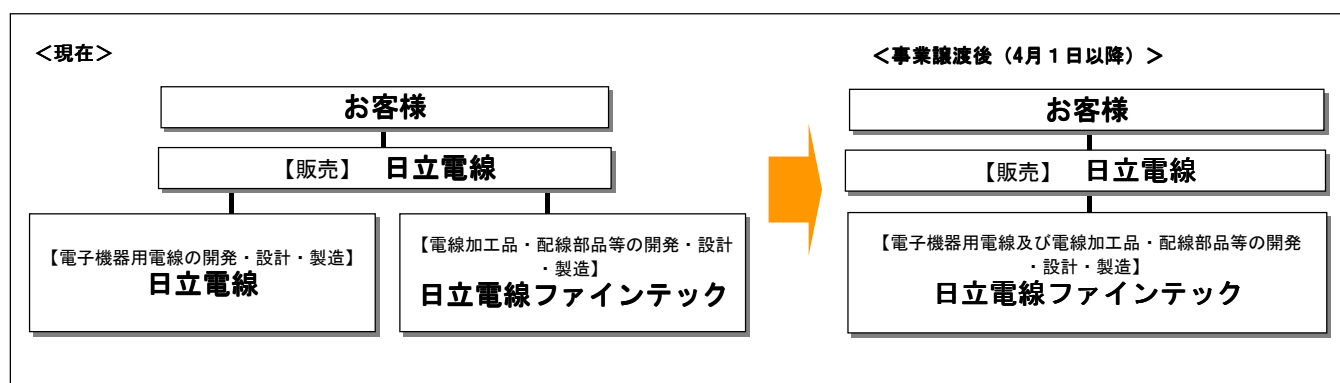 ＜現在＞
お客様
【販売】 日立電線
【電子機器用電線の開発・設計・製造】
日立電線
【電線加工品・配線部品等の開発・設計
・製造】
日立電線ファインテック
＜事業譲渡後（4月１日以降）＞
お客様
【販売】 日立電線
【電子機器用電線及び電線加工品・配線部品等の開発
・設計・製造】
日立電線ファインテック